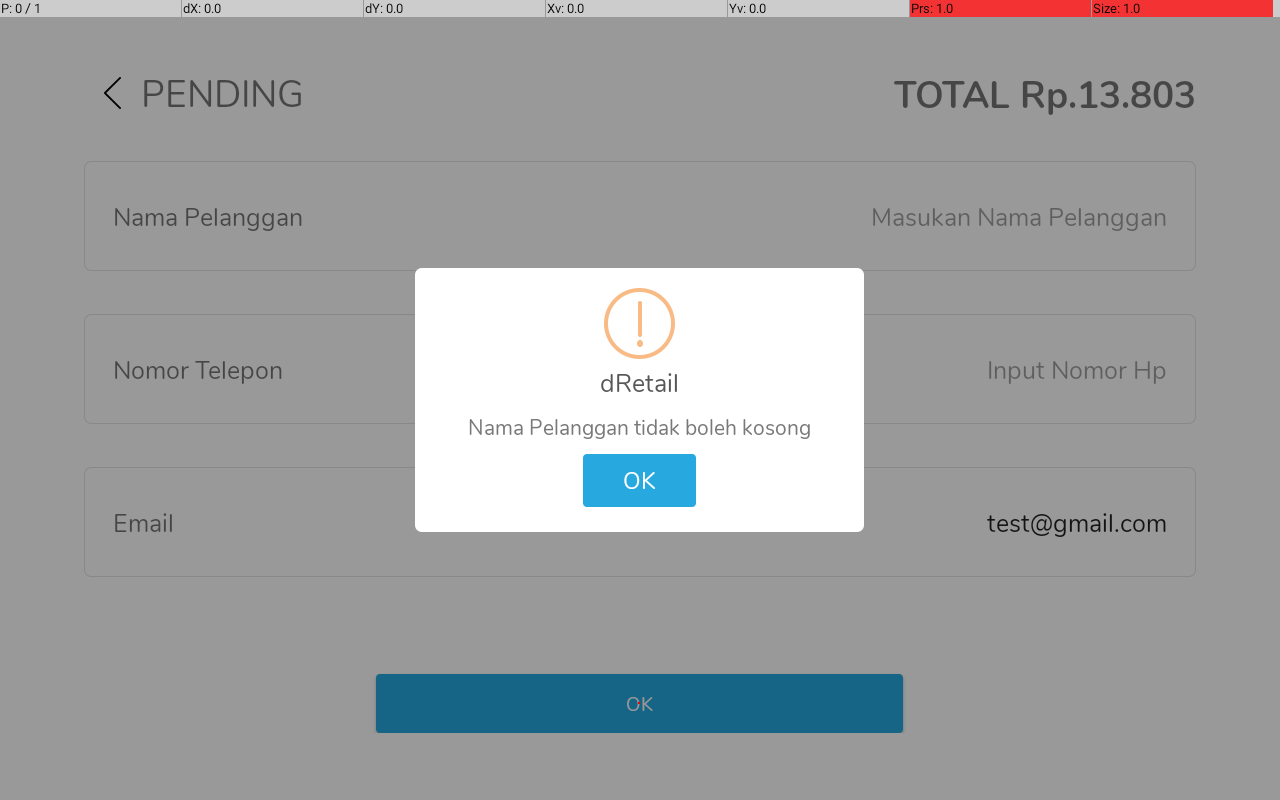 P: 0 / 1 dX: 0.0 dY: 0.0 Xv: 0.0 Yv: 0.0 Prs: 1.0 Size: 1.0
PENDING TOTAL Rp.13.803
Nama Pelanggan Masukan Nama Pelanggan
Nomor Telepon Input Nomor Hp
dRetail
Nama Pelanggan tidak boleh kosong
OK
Email test@gmail.com
OK